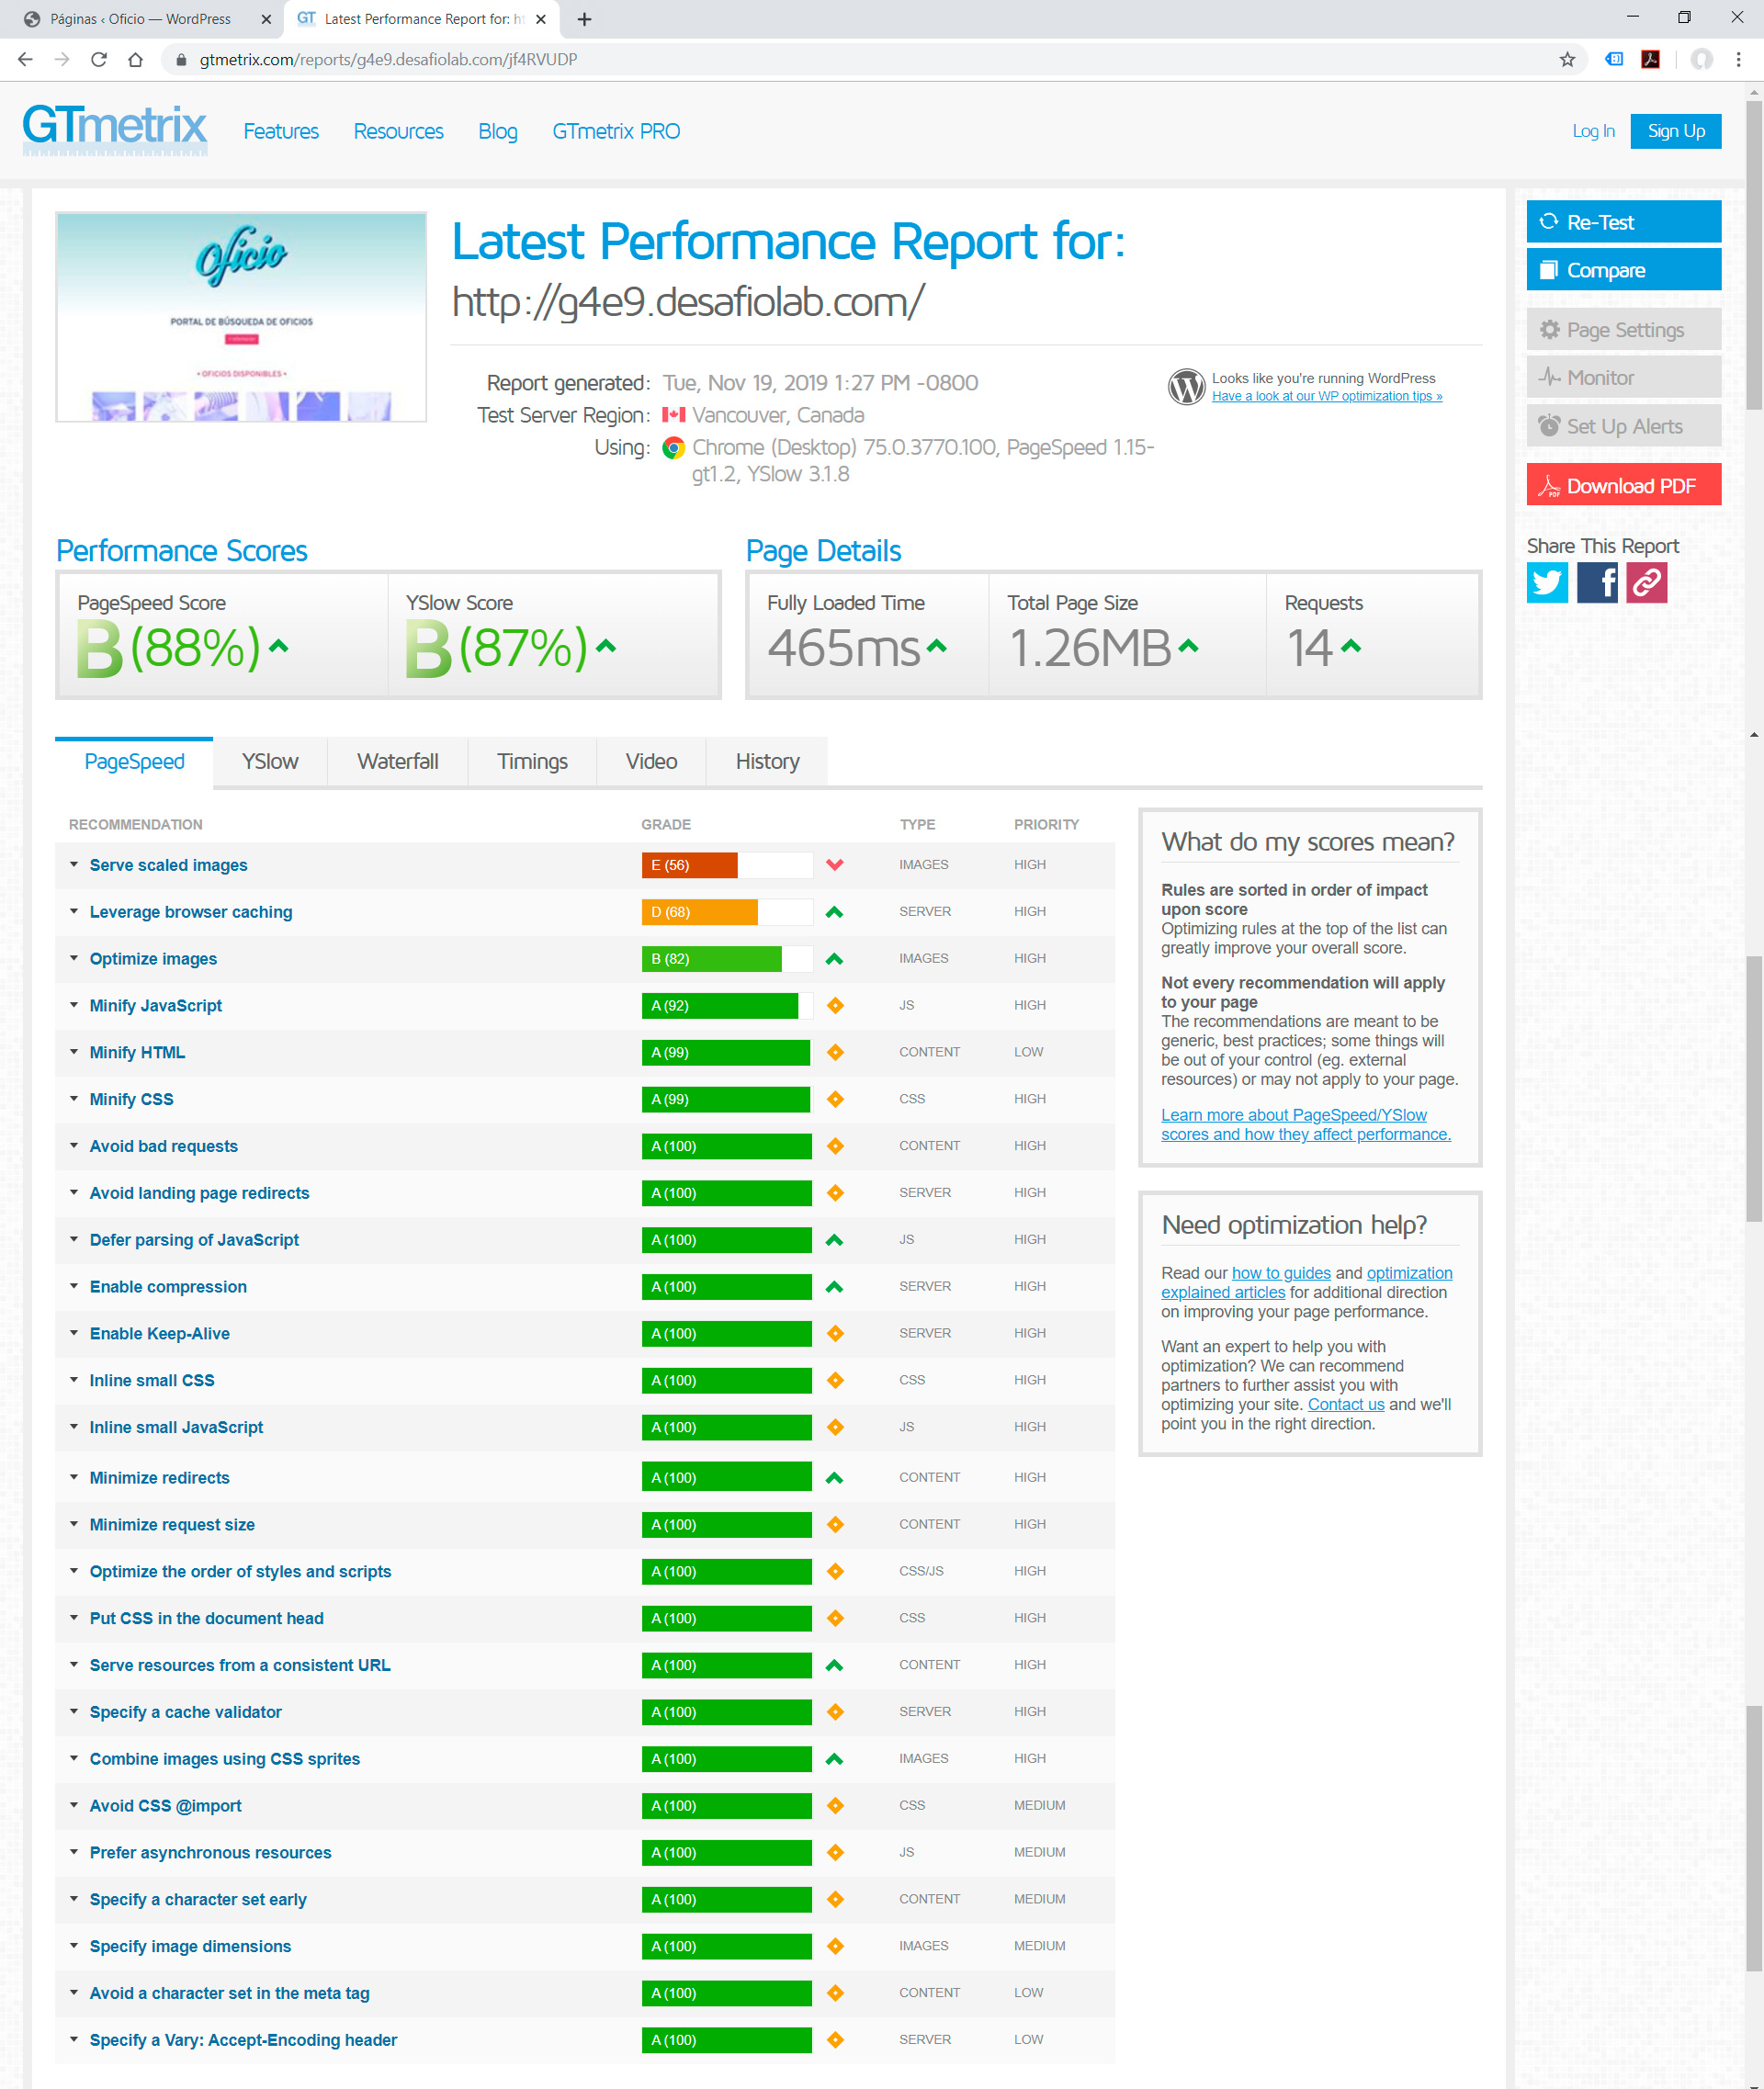 Páginas ‹ Oficio — WordPress
GT Latest Performance Report for: ht
gtmetrix.com/reports/g4e9.desafiolab.com/jf4RVUDP
GTmetrix
Features
Resources
Blog
GTmetrix PRO
Log In
Sign Up
Oficio
PORTAL DE BÚSQUEDA DE OFICIOS
• OFICIOS DISPONIBLES •
Latest Performance Report for:
http://g4e9.desafiolab.com/
Report generated: Tue, Nov 19, 2019 1:27 PM -0800
Test Server Region: Vancouver, Canada
Using: Chrome (Desktop) 75.0.3770.100, PageSpeed 1.15-
gt1.2, YSlow 3.1.8
Looks like you're running WordPress
Have a look at our WP optimization tips »
Re-Test
Compare
Page Settings
Monitor
Set Up Alerts
PDF Download PDF
Share This Report
Performance Scores
PageSpeed Score
B (88%)
YSlow Score
B (87%)
Page Details
Fully Loaded Time
465ms
Total Page Size
1.26MB
Requests
14
PageSpeed
YSlow
Waterfall
Timings
Video
History
RECOMMENDATION GRADE TYPE PRIORITY
Serve scaled images E (56) IMAGES HIGH
Leverage browser caching D (68) SERVER HIGH
Optimize images B (82) IMAGES HIGH
Minify JavaScript A (92) JS HIGH
Minify HTML A (99) CONTENT LOW
Minify CSS A (99) CSS HIGH
Avoid bad requests A (100) CONTENT HIGH
Avoid landing page redirects A (100) SERVER HIGH
Defer parsing of JavaScript A (100) JS HIGH
Enable compression A (100) SERVER HIGH
Enable Keep-Alive A (100) SERVER HIGH
Inline small CSS A (100) CSS HIGH
Inline small JavaScript A (100) JS HIGH
Minimize redirects A (100) CONTENT HIGH
Minimize request size A (100) CONTENT HIGH
Optimize the order of styles and scripts A (100) CSS/JS HIGH
Put CSS in the document head A (100) CSS HIGH
Serve resources from a consistent URL A (100) CONTENT HIGH
Specify a cache validator A (100) SERVER HIGH
Combine images using CSS sprites A (100) IMAGES HIGH
Avoid CSS @import A (100) CSS MEDIUM
Prefer asynchronous resources A (100) JS MEDIUM
Specify a character set early A (100) CONTENT MEDIUM
Specify image dimensions A (100) IMAGES MEDIUM
Avoid a character set in the meta tag A (100) CONTENT LOW
Specify a Vary: Accept-Encoding header A (100) SERVER LOW
What do my scores mean?
Rules are sorted in order of impact
upon score
Optimizing rules at the top of the list can
greatly improve your overall score.
Not every recommendation will apply
to your page
The recommendations are meant to be
generic, best practices; some things will
be out of your control (eg. external
resources) or may not apply to your page.
Learn more about PageSpeed/YSlow
scores and how they affect performance.
Need optimization help?
Read our how to guides and optimization
explained articles for additional direction
on improving your page performance.
Want an expert to help you with
optimization? We can recommend
partners to further assist you with
optimizing your site. Contact us and we'll
point you in the right direction.